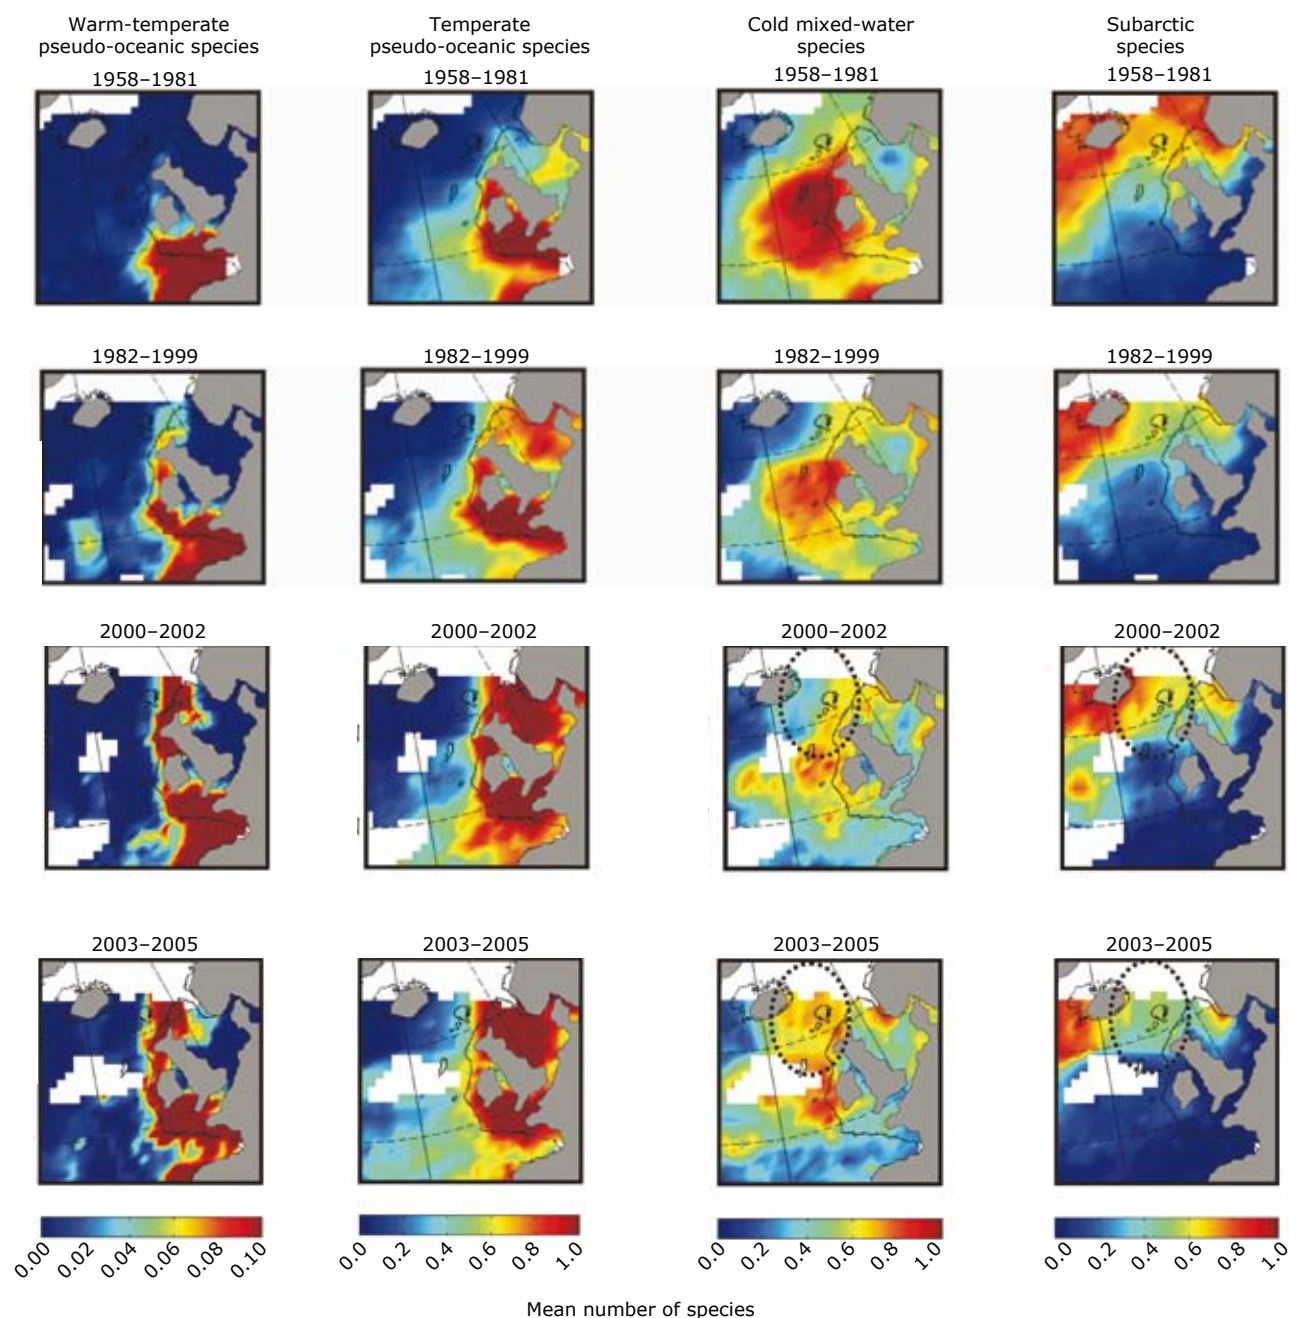 Warm-temperate
pseudo-oceanic species
Temperate
pseudo-oceanic species
Cold mixed-water
species
Subarctic
species
1958–1981
1958–1981
1958–1981
1958–1981
1982–1999
1982–1999
1982–1999
1982–1999
2000–2002
2000–2002
2000–2002
2000–2002
2003–2005
2003–2005
2003–2005
2003–2005
0.00 0.02 0.04 0.06 0.08 0.10
0.0 0.2 0.4 0.6 0.8 1.0
0.0 0.2 0.4 0.6 0.8 1.0
0.0 0.2 0.4 0.6 0.8 1.0
Mean number of species